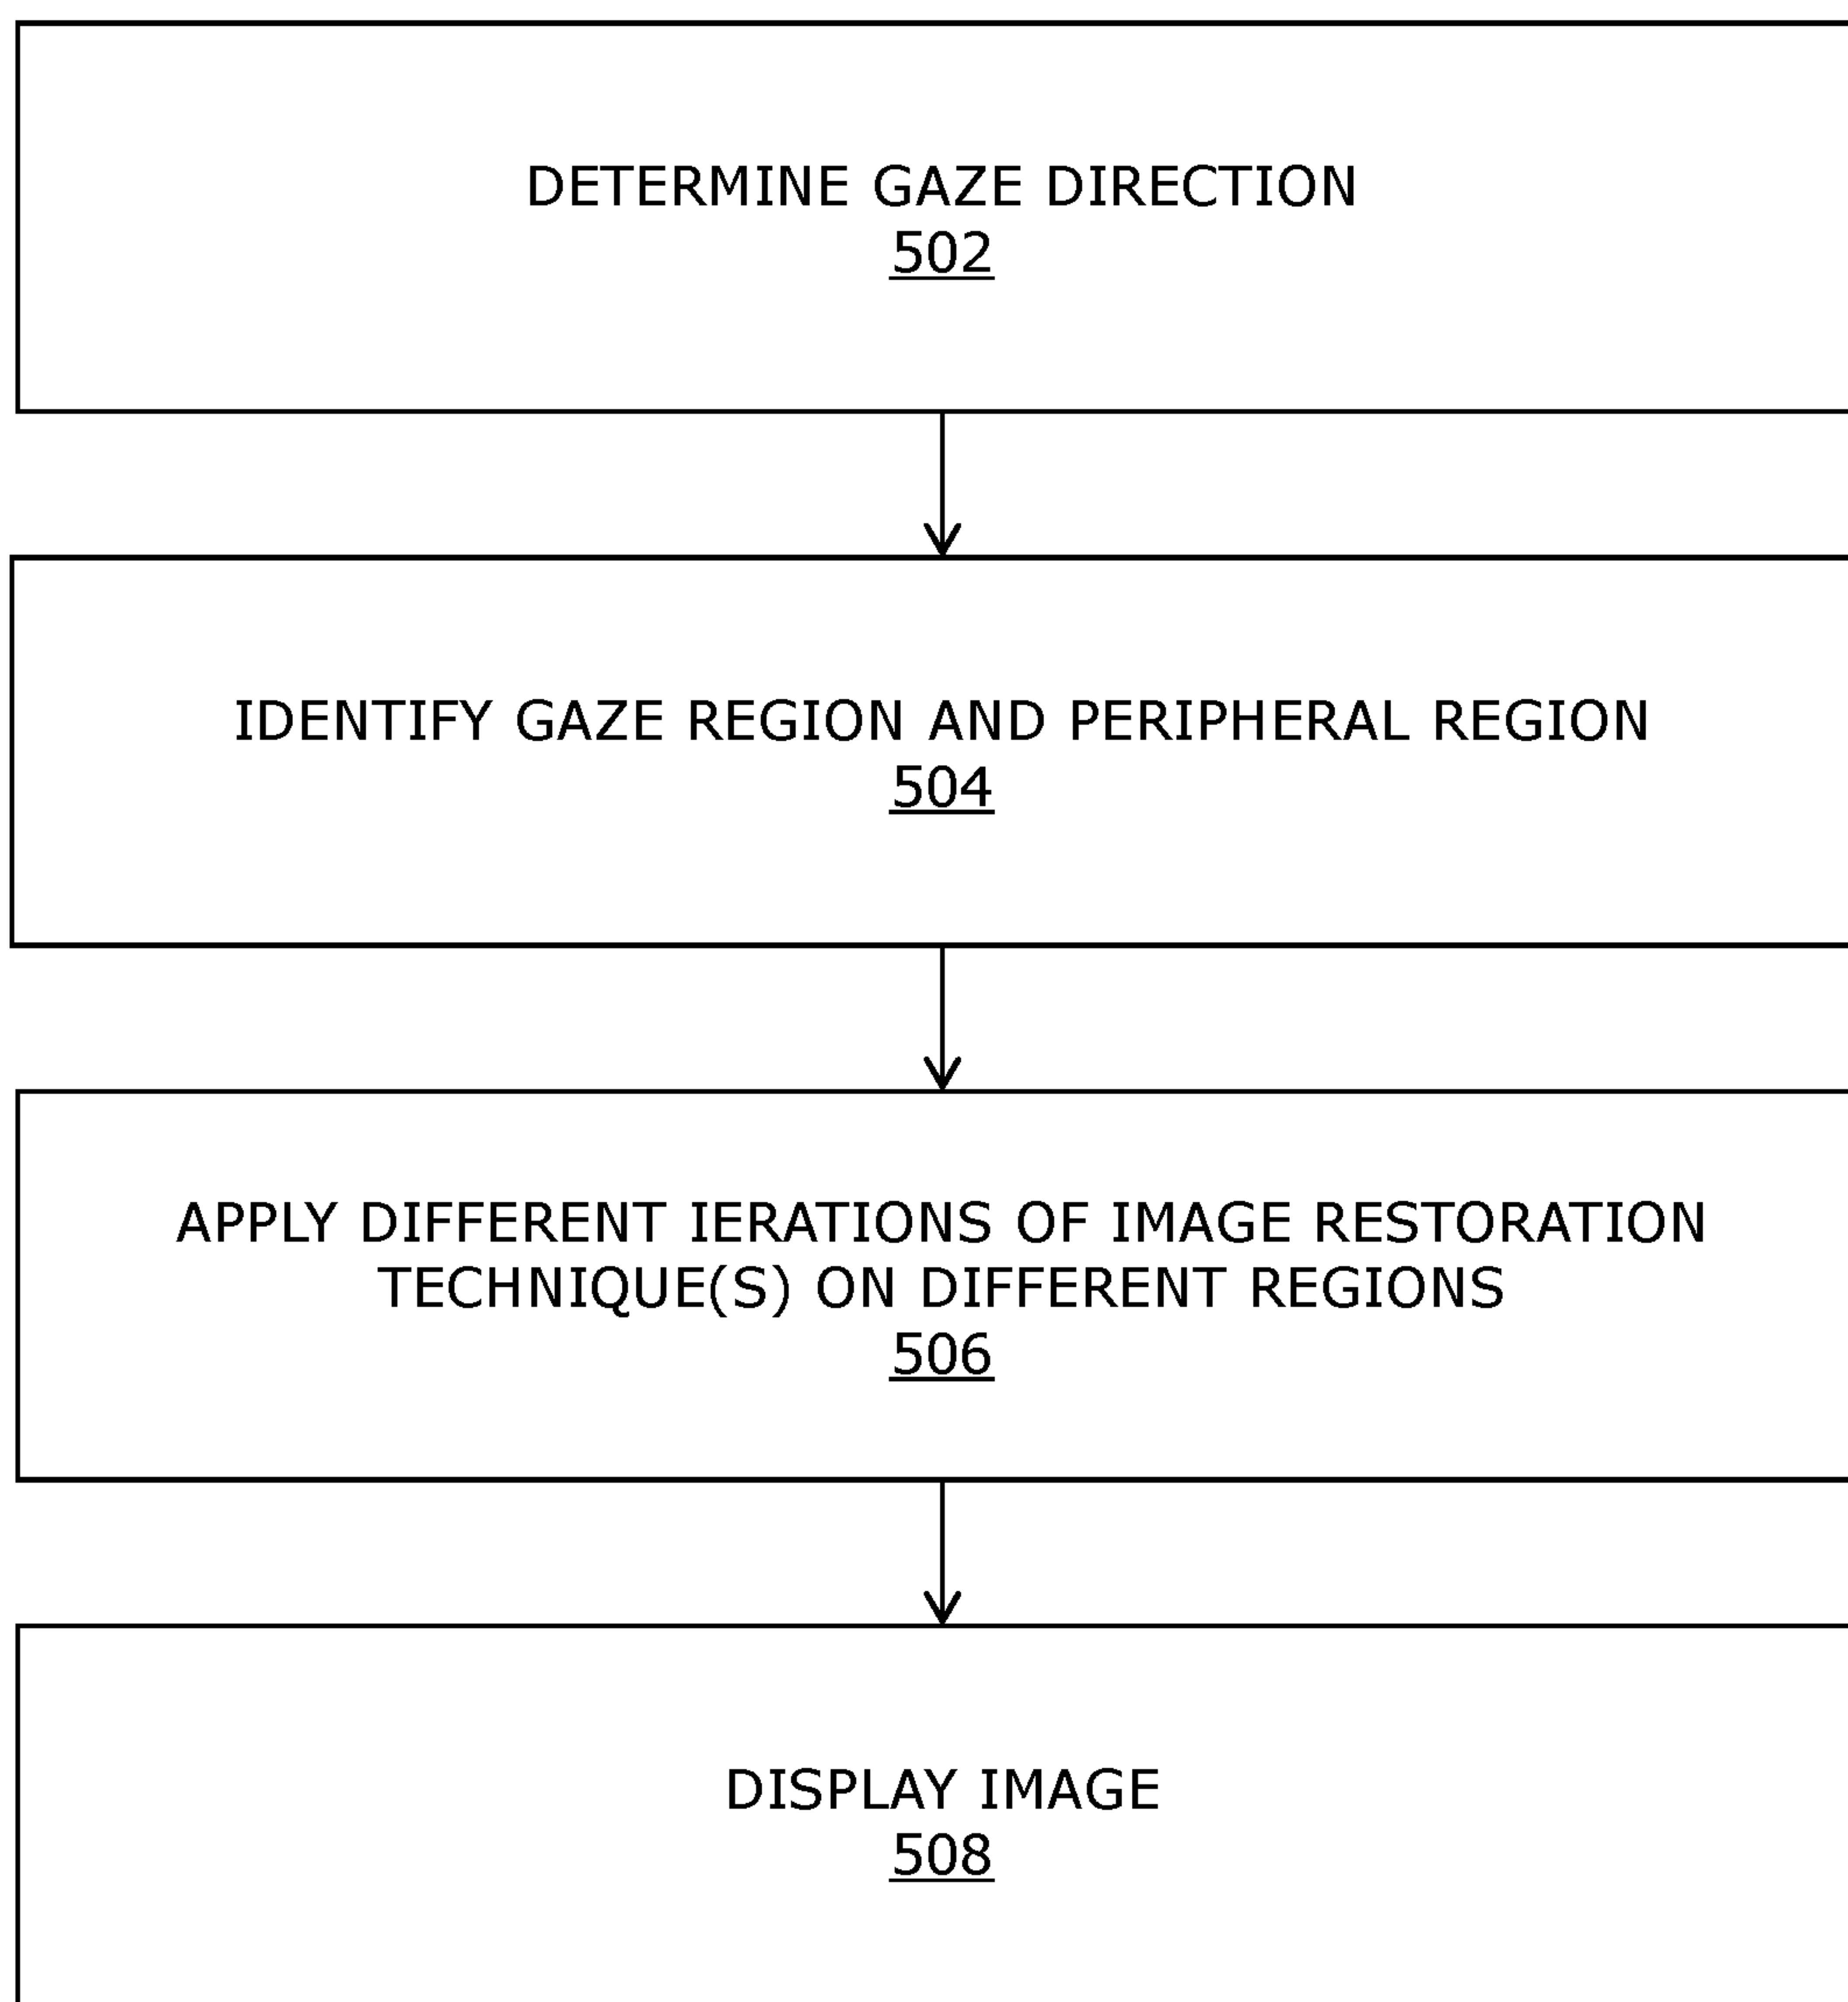 DETERMINE GAZE DIRECTION
502
IDENTIFY GAZE REGION AND PERIPHERAL REGION
504
APPLY DIFFERENT IERATIONS OF IMAGE RESTORATION
TECHNIQUE(S) ON DIFFERENT REGIONS
506
DISPLAY IMAGE
508